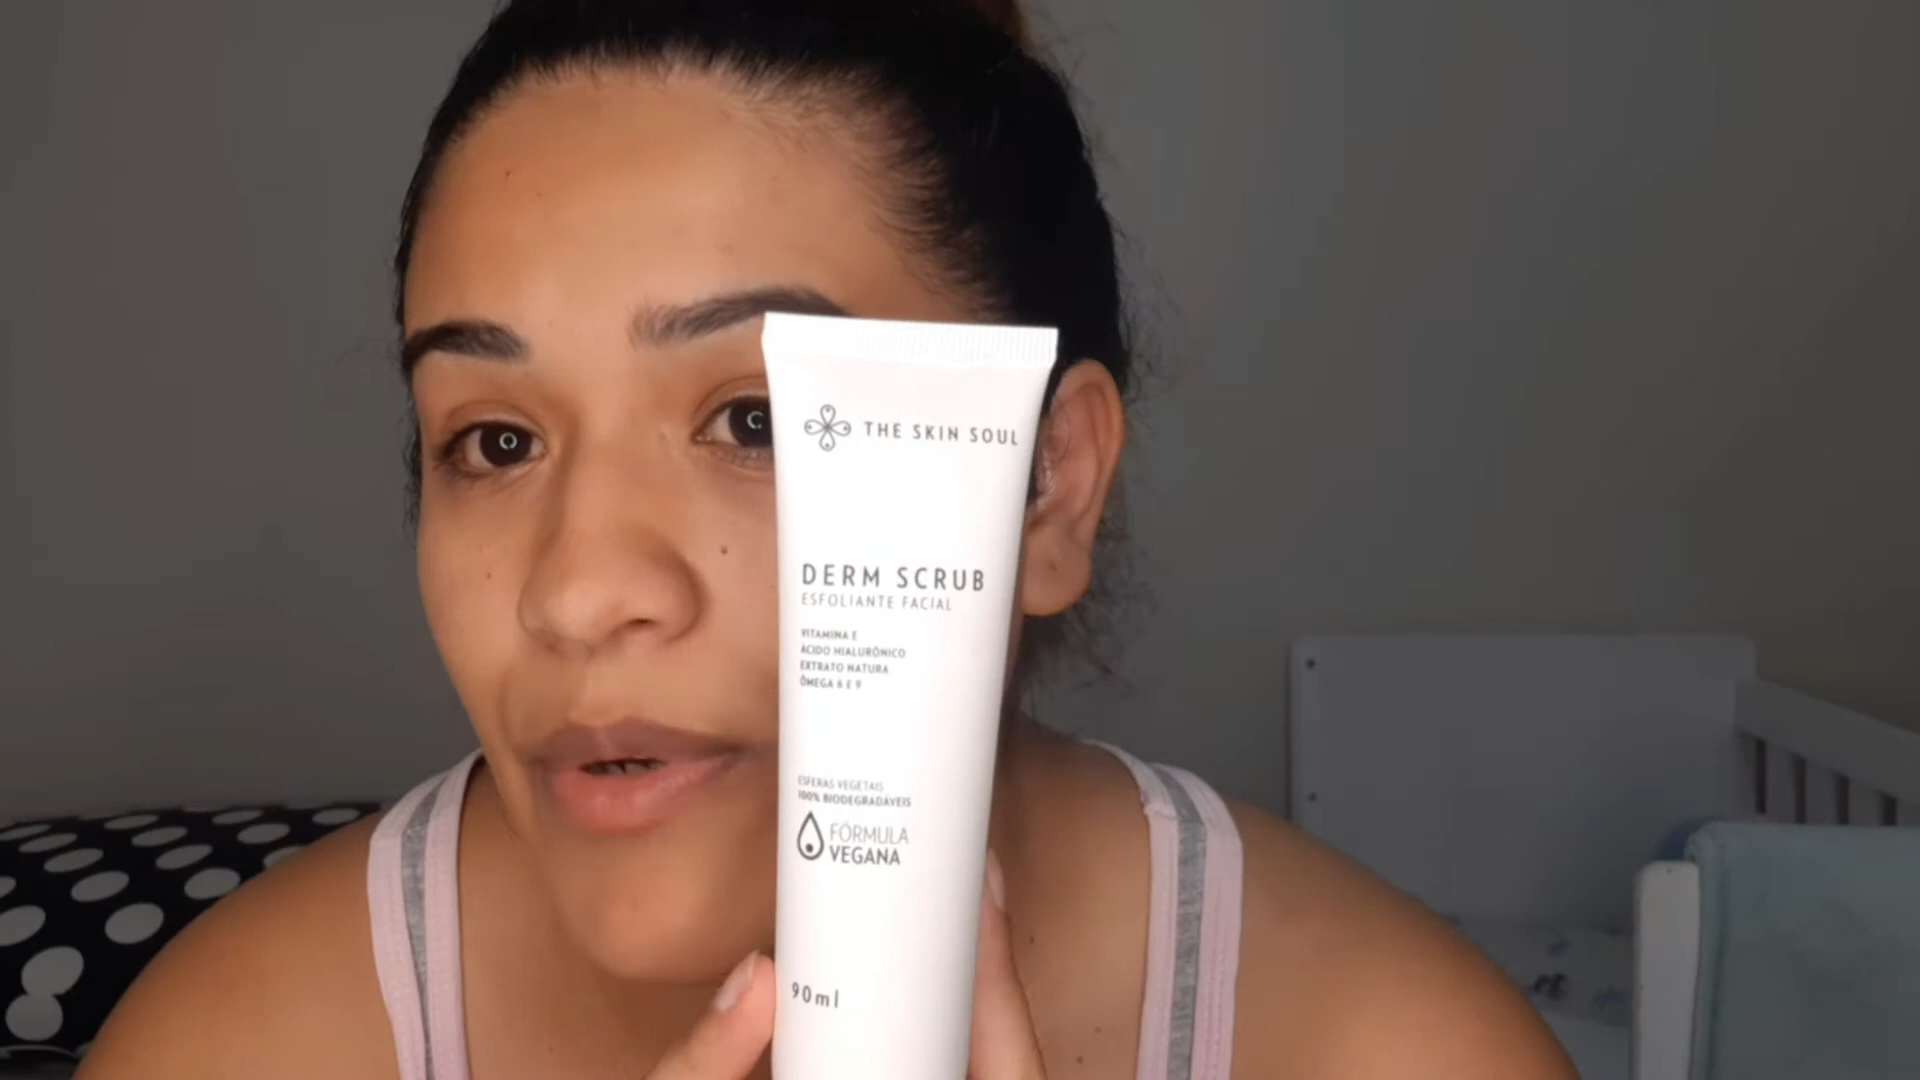 THE SKIN SOUL
DERM SCRUB
ESFOLIANTE FACIAL
VITAMINA E
ÁCIDO HIALURÔNICO
EXTRATO NATURA
ÔMEGA 6 E 9
ESFERAS VEGETAIS
100% BIODEGRADÁVEIS
FÓRMULA
VEGANA
90ml